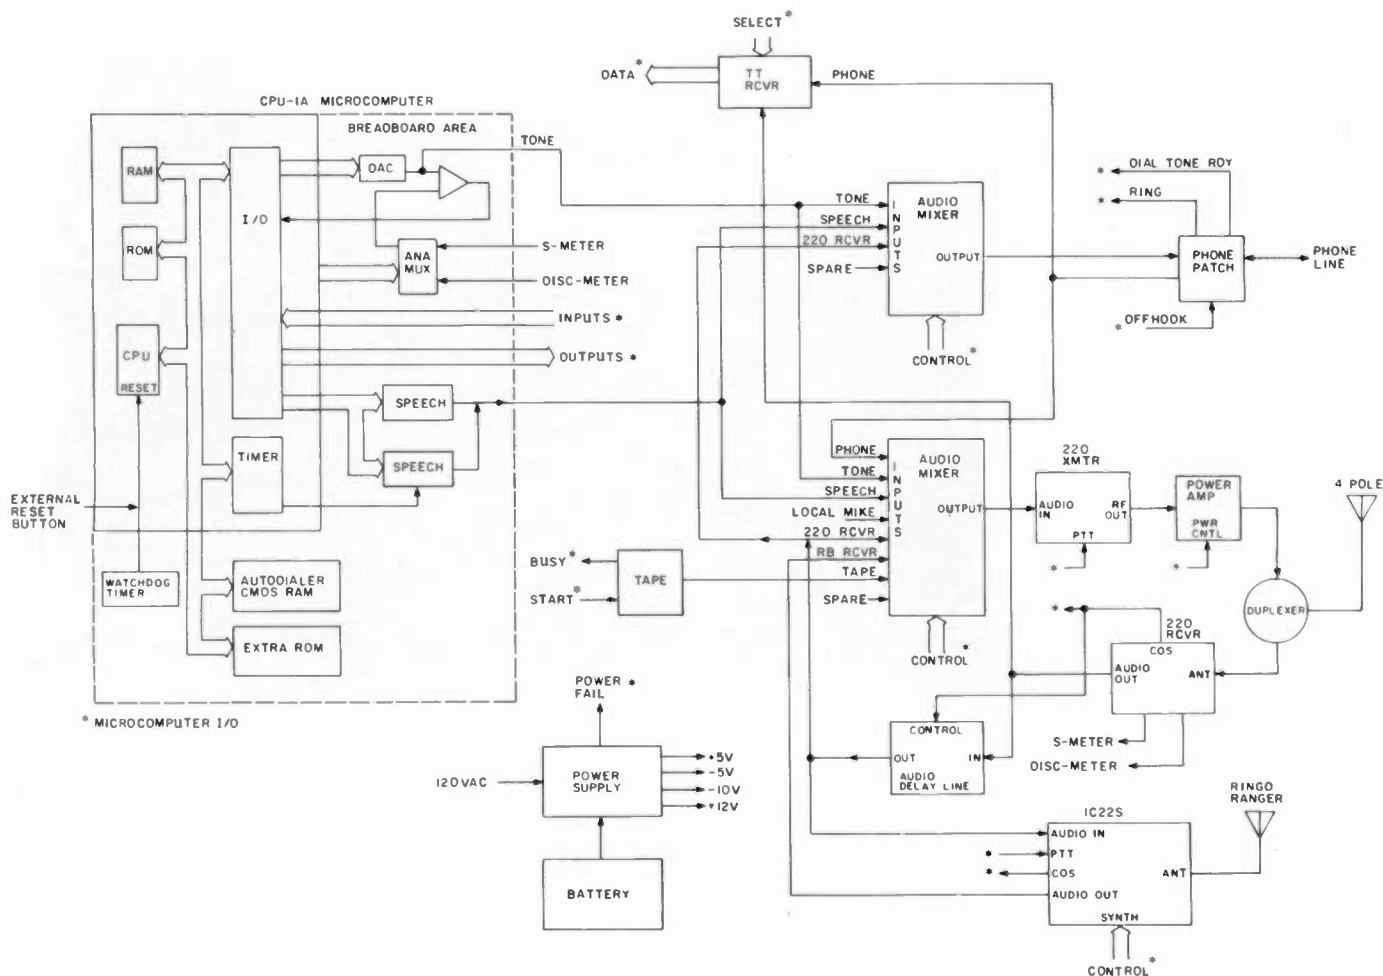 SELECT *
DATA *
TT
RCVR
PHONE
CPU-1A MICROCOMPUTER
BREADBOARD AREA
TONE
RAM
ROM
CPU
RESET
I/O
DAC
ANA
MUX
S-METER
DISC-METER
INPUTS *
OUTPUTS *
SPEECH
SPEECH
TIMER
EXTERNAL
RESET
BUTTON
WATCHDOG
TIMER
AUTODIALER
CMOS RAM
EXTRA ROM
* MICROCOMPUTER I/O
TONE
SPEECH
220 RCVR
SPARE
INPUTS
AUDIO
MIXER
OUTPUT
CONTROL *
* DIAL TONE RDY
* RING
PHONE
PATCH
PHONE
LINE
* OFFHOOK
PHONE
TONE
SPEECH
LOCAL MIKE
220 RCVR
RB RCVR
TAPE
SPARE
INPUTS
AUDIO
MIXER
OUTPUT
CONTROL *
BUSY *
START *
TAPE
220
XMTR
AUDIO
IN
RF
OUT
PTT
*
POWER
AMP
PWR
CNTL
*
4 POLE
DUPLEXER
*
220
RCVR
COS
AUDIO
OUT
ANT
S-METER
DISC-METER
CONTROL
OUT
IN
AUDIO
DELAY LINE
POWER *
FAIL
120VAC
POWER
SUPPLY
+5V
-5V
-10V
+12V
BATTERY
IC22S
AUDIO IN
* PTT
* COS
AUDIO OUT
ANT
SYNTH
CONTROL *
RINGO
RANGER